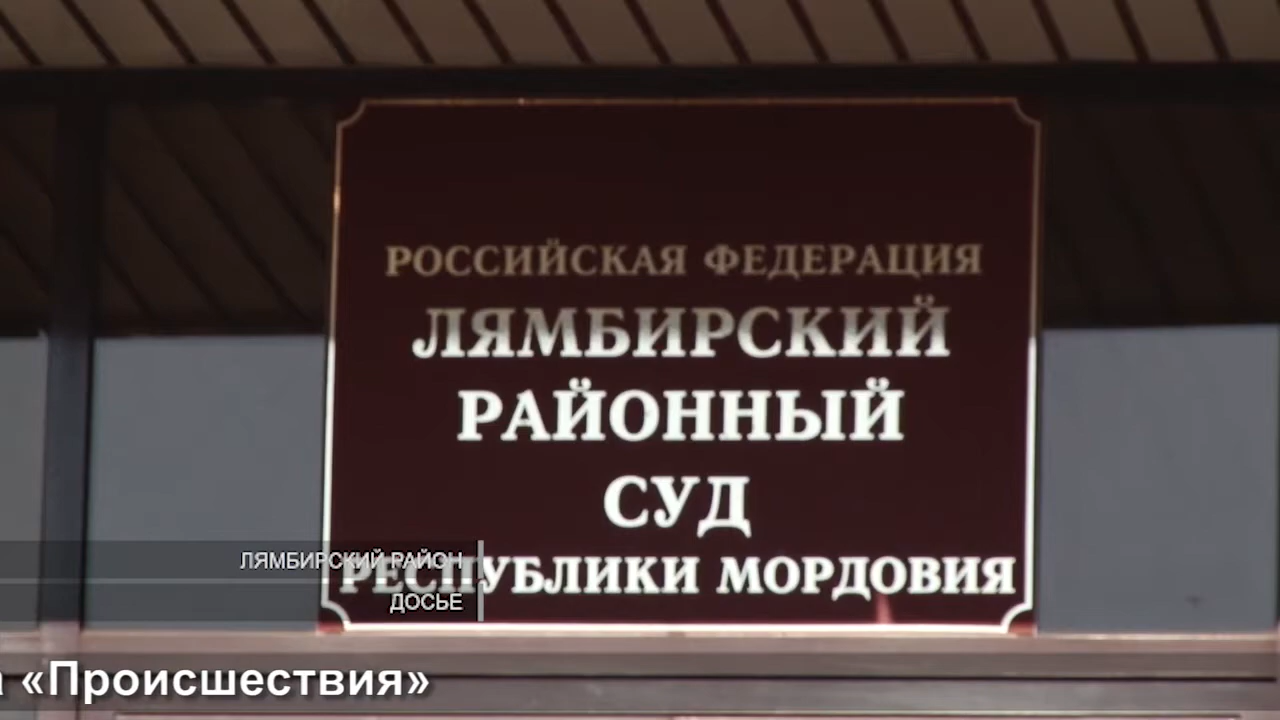 РОССИЙСКАЯ ФЕДЕРАЦИЯ
ЛЯМБИРСКИЙ
РАЙОННЫЙ
СУД
РЕСПУБЛИКИ МОРДОВИЯ
ЛЯМБИРСКИЙ РАЙОН
ДОСЬЕ
«Происшествия»